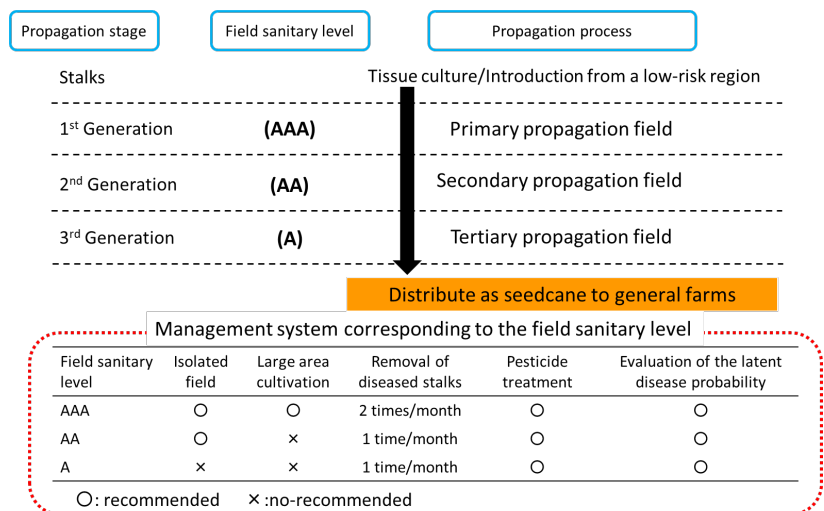 Propagation stage Field sanitary level Propagation process
Stalks Tissue culture/Introduction from a low-risk region
1st Generation (AAA) Primary propagation field
2nd Generation (AA) Secondary propagation field
3rd Generation (A) Tertiary propagation field
Distribute as seedcane to general farms
Management system corresponding to the field sanitary level
Field sanitary Isolated Large area Removal of Pesticide Evaluation of the latent
level field cultivation diseased stalks treatment disease probability
AAA ○ ○ 2 times/month ○ ○
AA ○ × 1 time/month ○ ○
A × × 1 time/month ○ ○
○: recommended × :no-recommended